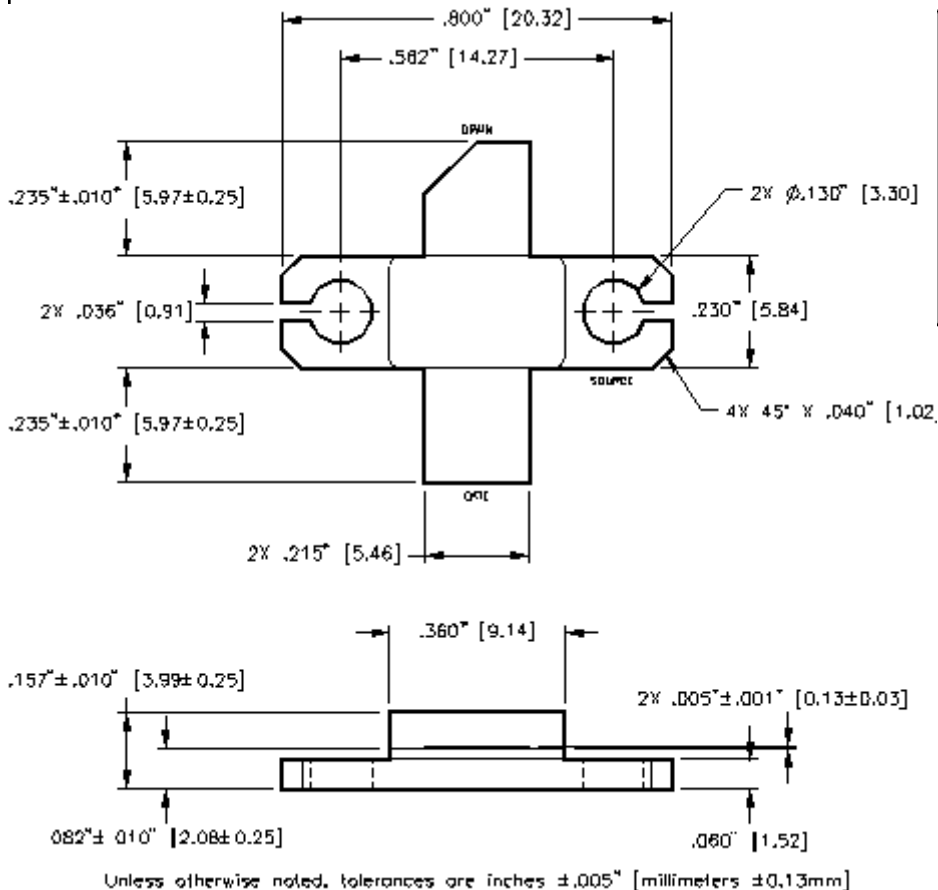 .800" [20.32]
.562" [14.27]
DRAIN
.235"±.010" [5.97±0.25]
2X Ø.130" [3.30]
2X .036" [0.91]
.230" [5.84]
SOURCE
.235"±.010" [5.97±0.25]
4X 45° X .040" [1.02]
GATE
2X .215" [5.46]
.360" [9.14]
.157"±.010" [3.99±0.25]
2X .005"±.001" [0.13±0.03]
.082"±.010" [2.08±0.25]
.060" [1.52]
Unless otherwise noted, tolerances are inches ±.005" [millimeters ±0.13mm]